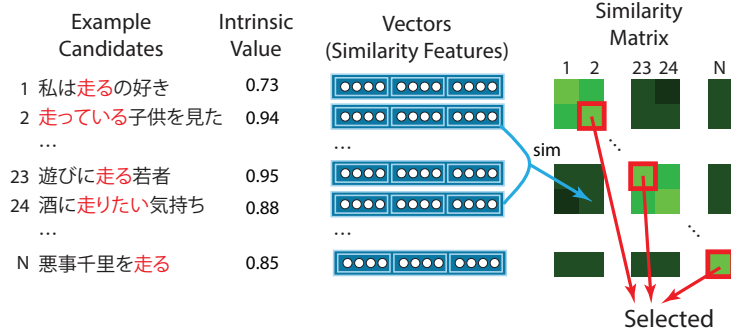 Example Candidates
Intrinsic Value
Vectors (Similarity Features)
Similarity Matrix
1 2 23 24 N
1 私は走るの好き 0.73
2 走っている子供を見た 0.94
… …
sim
23 遊びに走る若者 0.95
24 酒に走りたい気持ち 0.88
… …
N 悪事千里を走る 0.85
… …
Selected